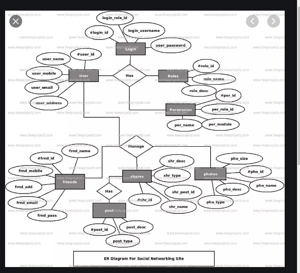 login_role_id
login_username
#login_id
Login
user_password
user_name
#user_id
user_mobile
User
Has
Roles
#role_id
role_name
user_email
role_desc
user_address
#per_id
Permission
per_role_id
per_name
per_module
Manage
frnd_name
#frnd_id
shr_desc
pho_size
frnd_mobile
shr_type
photos
#pho_id
friends
frnd_add
Has
shr_post_id
pho_desc
pho_name
frnd_email
#shr_id
shr_name
pho_type
frnd_pass
post
#post_id
post_desc
post_type
ER Diagram For Social Networking Site